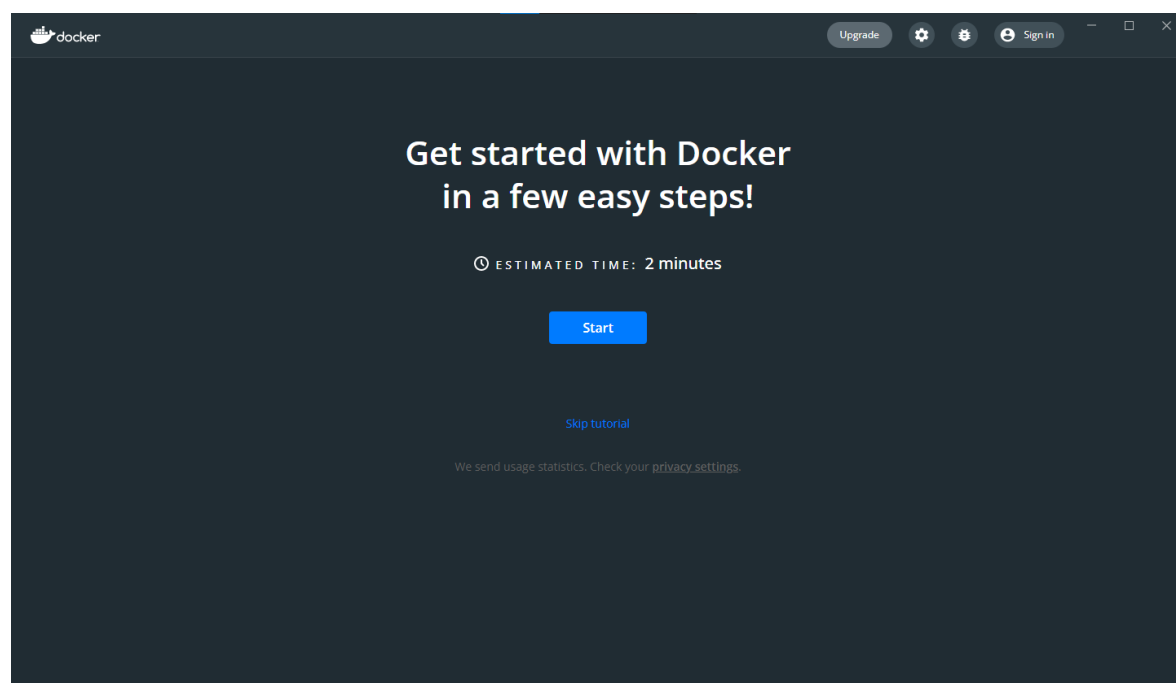 docker
Upgrade
Sign in
Get started with Docker
in a few easy steps!
ESTIMATED TIME: 2 minutes
Start
Skip tutorial
We send usage statistics. Check your privacy settings.